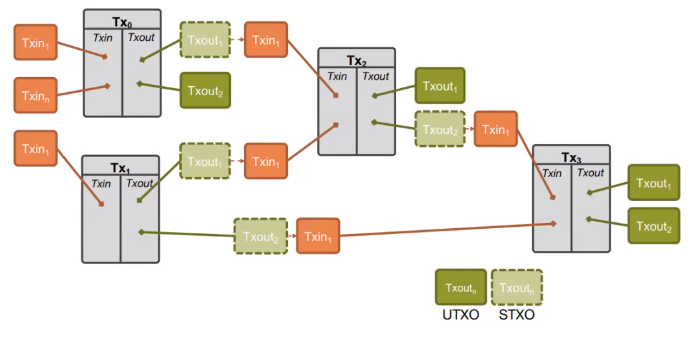 Tx₀
Txin Txout
Txin₁
Txinₙ
Txout₁
Txin₁
Txout₂
Tx₂
Txin Txout
Txout₁
Txout₂
Txin₁
Txin₁
Tx₁
Txin Txout
Txout₁
Txin₁
Txout₂
Txin₁
Tx₃
Txin Txout
Txout₁
Txout₂
Txoutₙ
Txoutₙ
UTXO
STXO